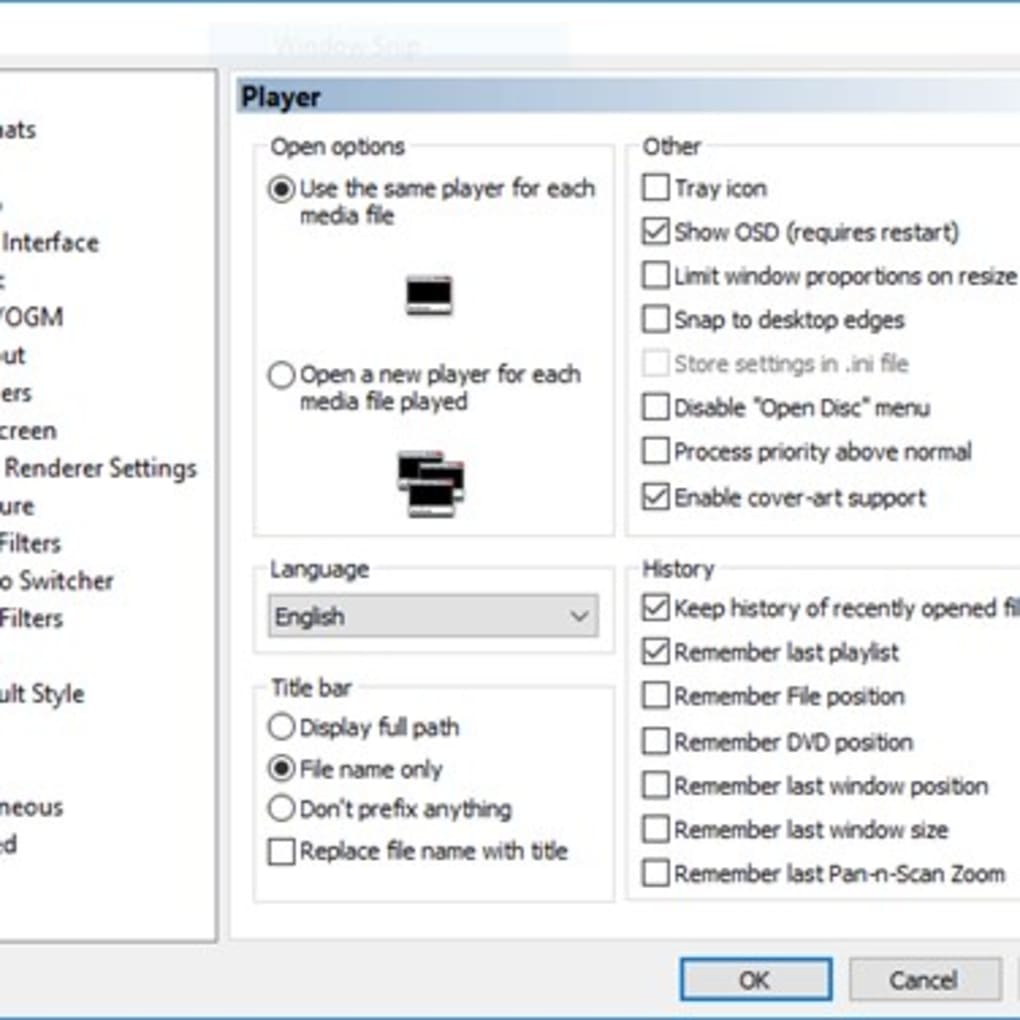 Window Snip
ats
Interface
/OGM
ut
ers
creen
Renderer Settings
ure
Filters
o Switcher
Filters
ult Style
neous
d
Player
Open options
Use the same player for each
media file
Open a new player for each
media file played
Language
English
Title bar
Display full path
File name only
Don't prefix anything
Replace file name with title
Other
Tray icon
Show OSD (requires restart)
Limit window proportions on resize
Snap to desktop edges
Store settings in .ini file
Disable "Open Disc" menu
Process priority above normal
Enable cover-art support
History
Keep history of recently opened fil
Remember last playlist
Remember File position
Remember DVD position
Remember last window position
Remember last window size
Remember last Pan-n-Scan Zoom
OK
Cancel